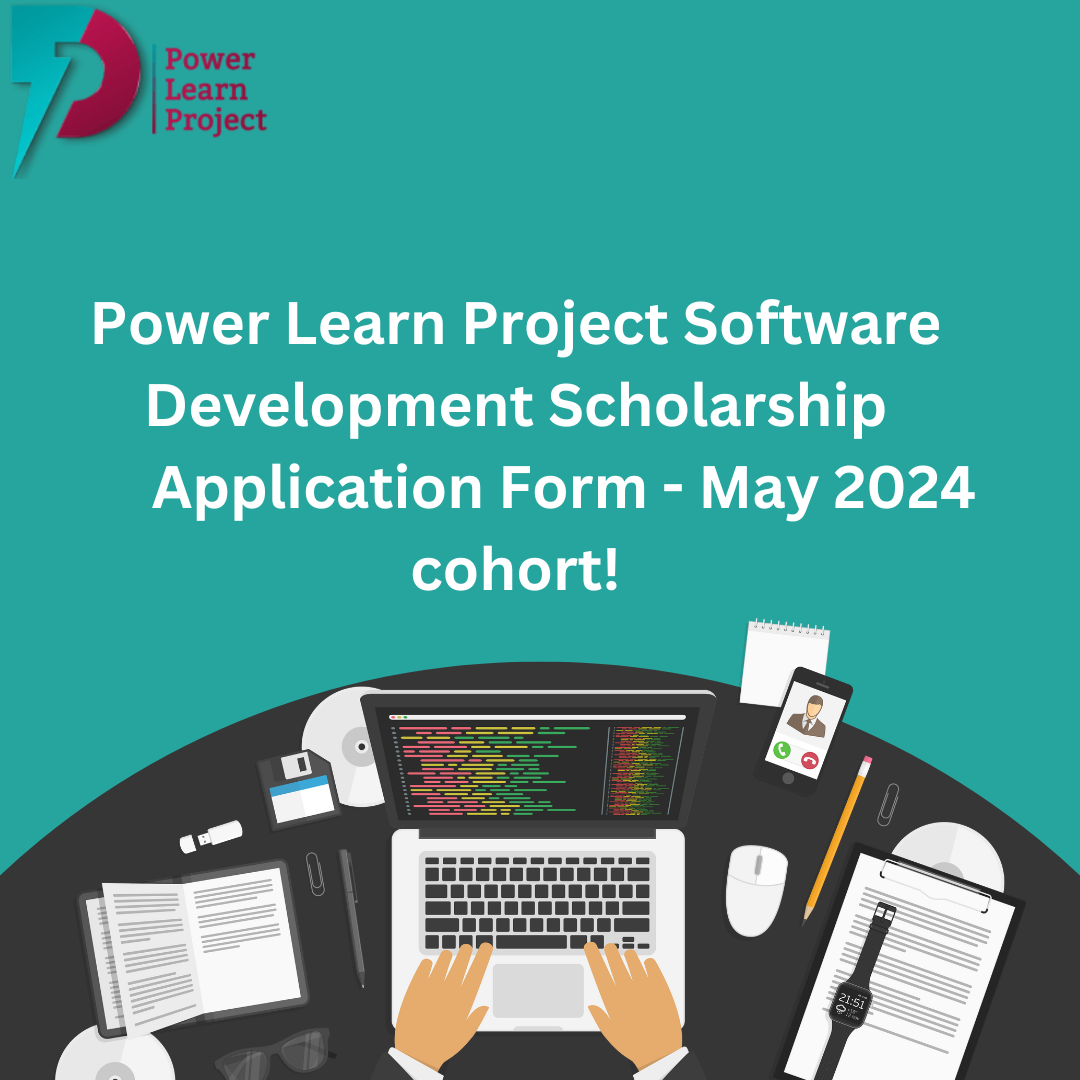 Power
Learn
Project
Power Learn Project Software
Development Scholarship
Application Form - May 2024
cohort!
21:51